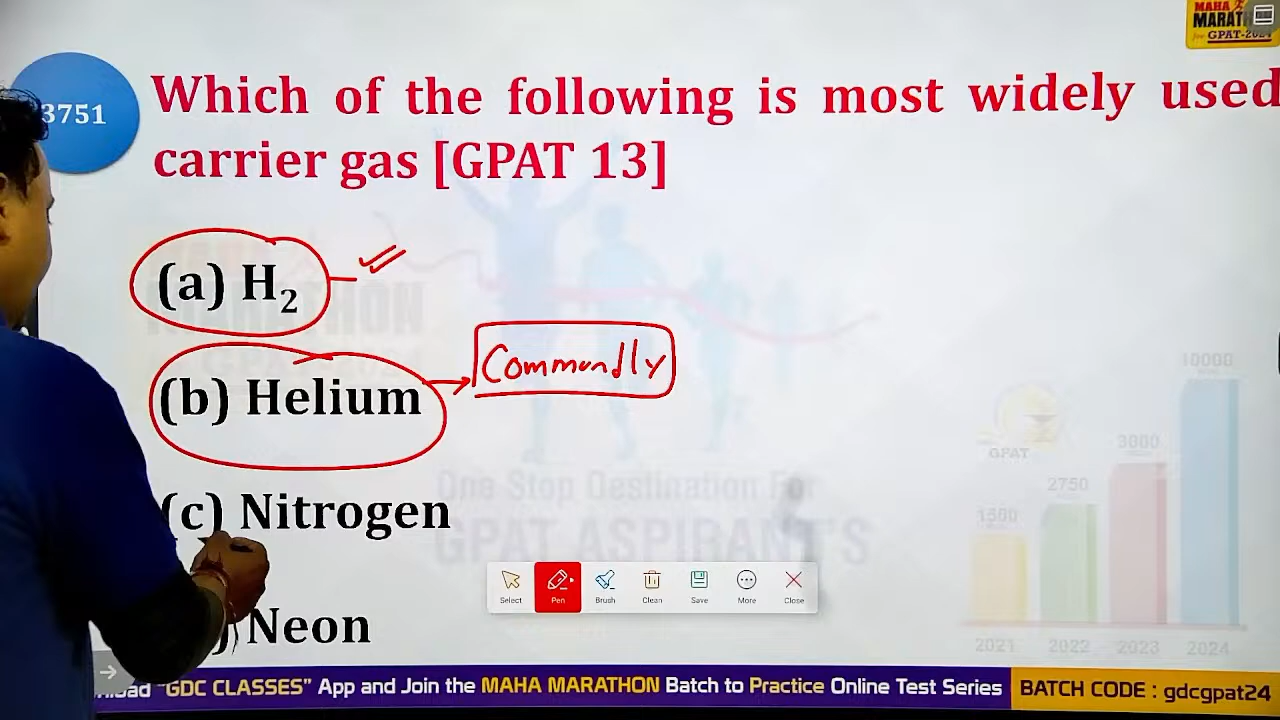 MAHA
MARAT
for GPAT-2024
3751
Which of the following is most widely used
carrier gas [GPAT 13]
(a) H₂
(b) Helium
Commonly
(c) Nitrogen
) Neon
One Stop Destination For
GPAT ASPIRANT'S
GPAT
1500
2750
3000
10000
2021
2022
2023
2024
Select
Pen
Brush
Clean
Save
More
Close
"GDC CLASSES" App and Join the MAHA MARATHON Batch to Practice Online Test Series
BATCH CODE : gdcgpat24